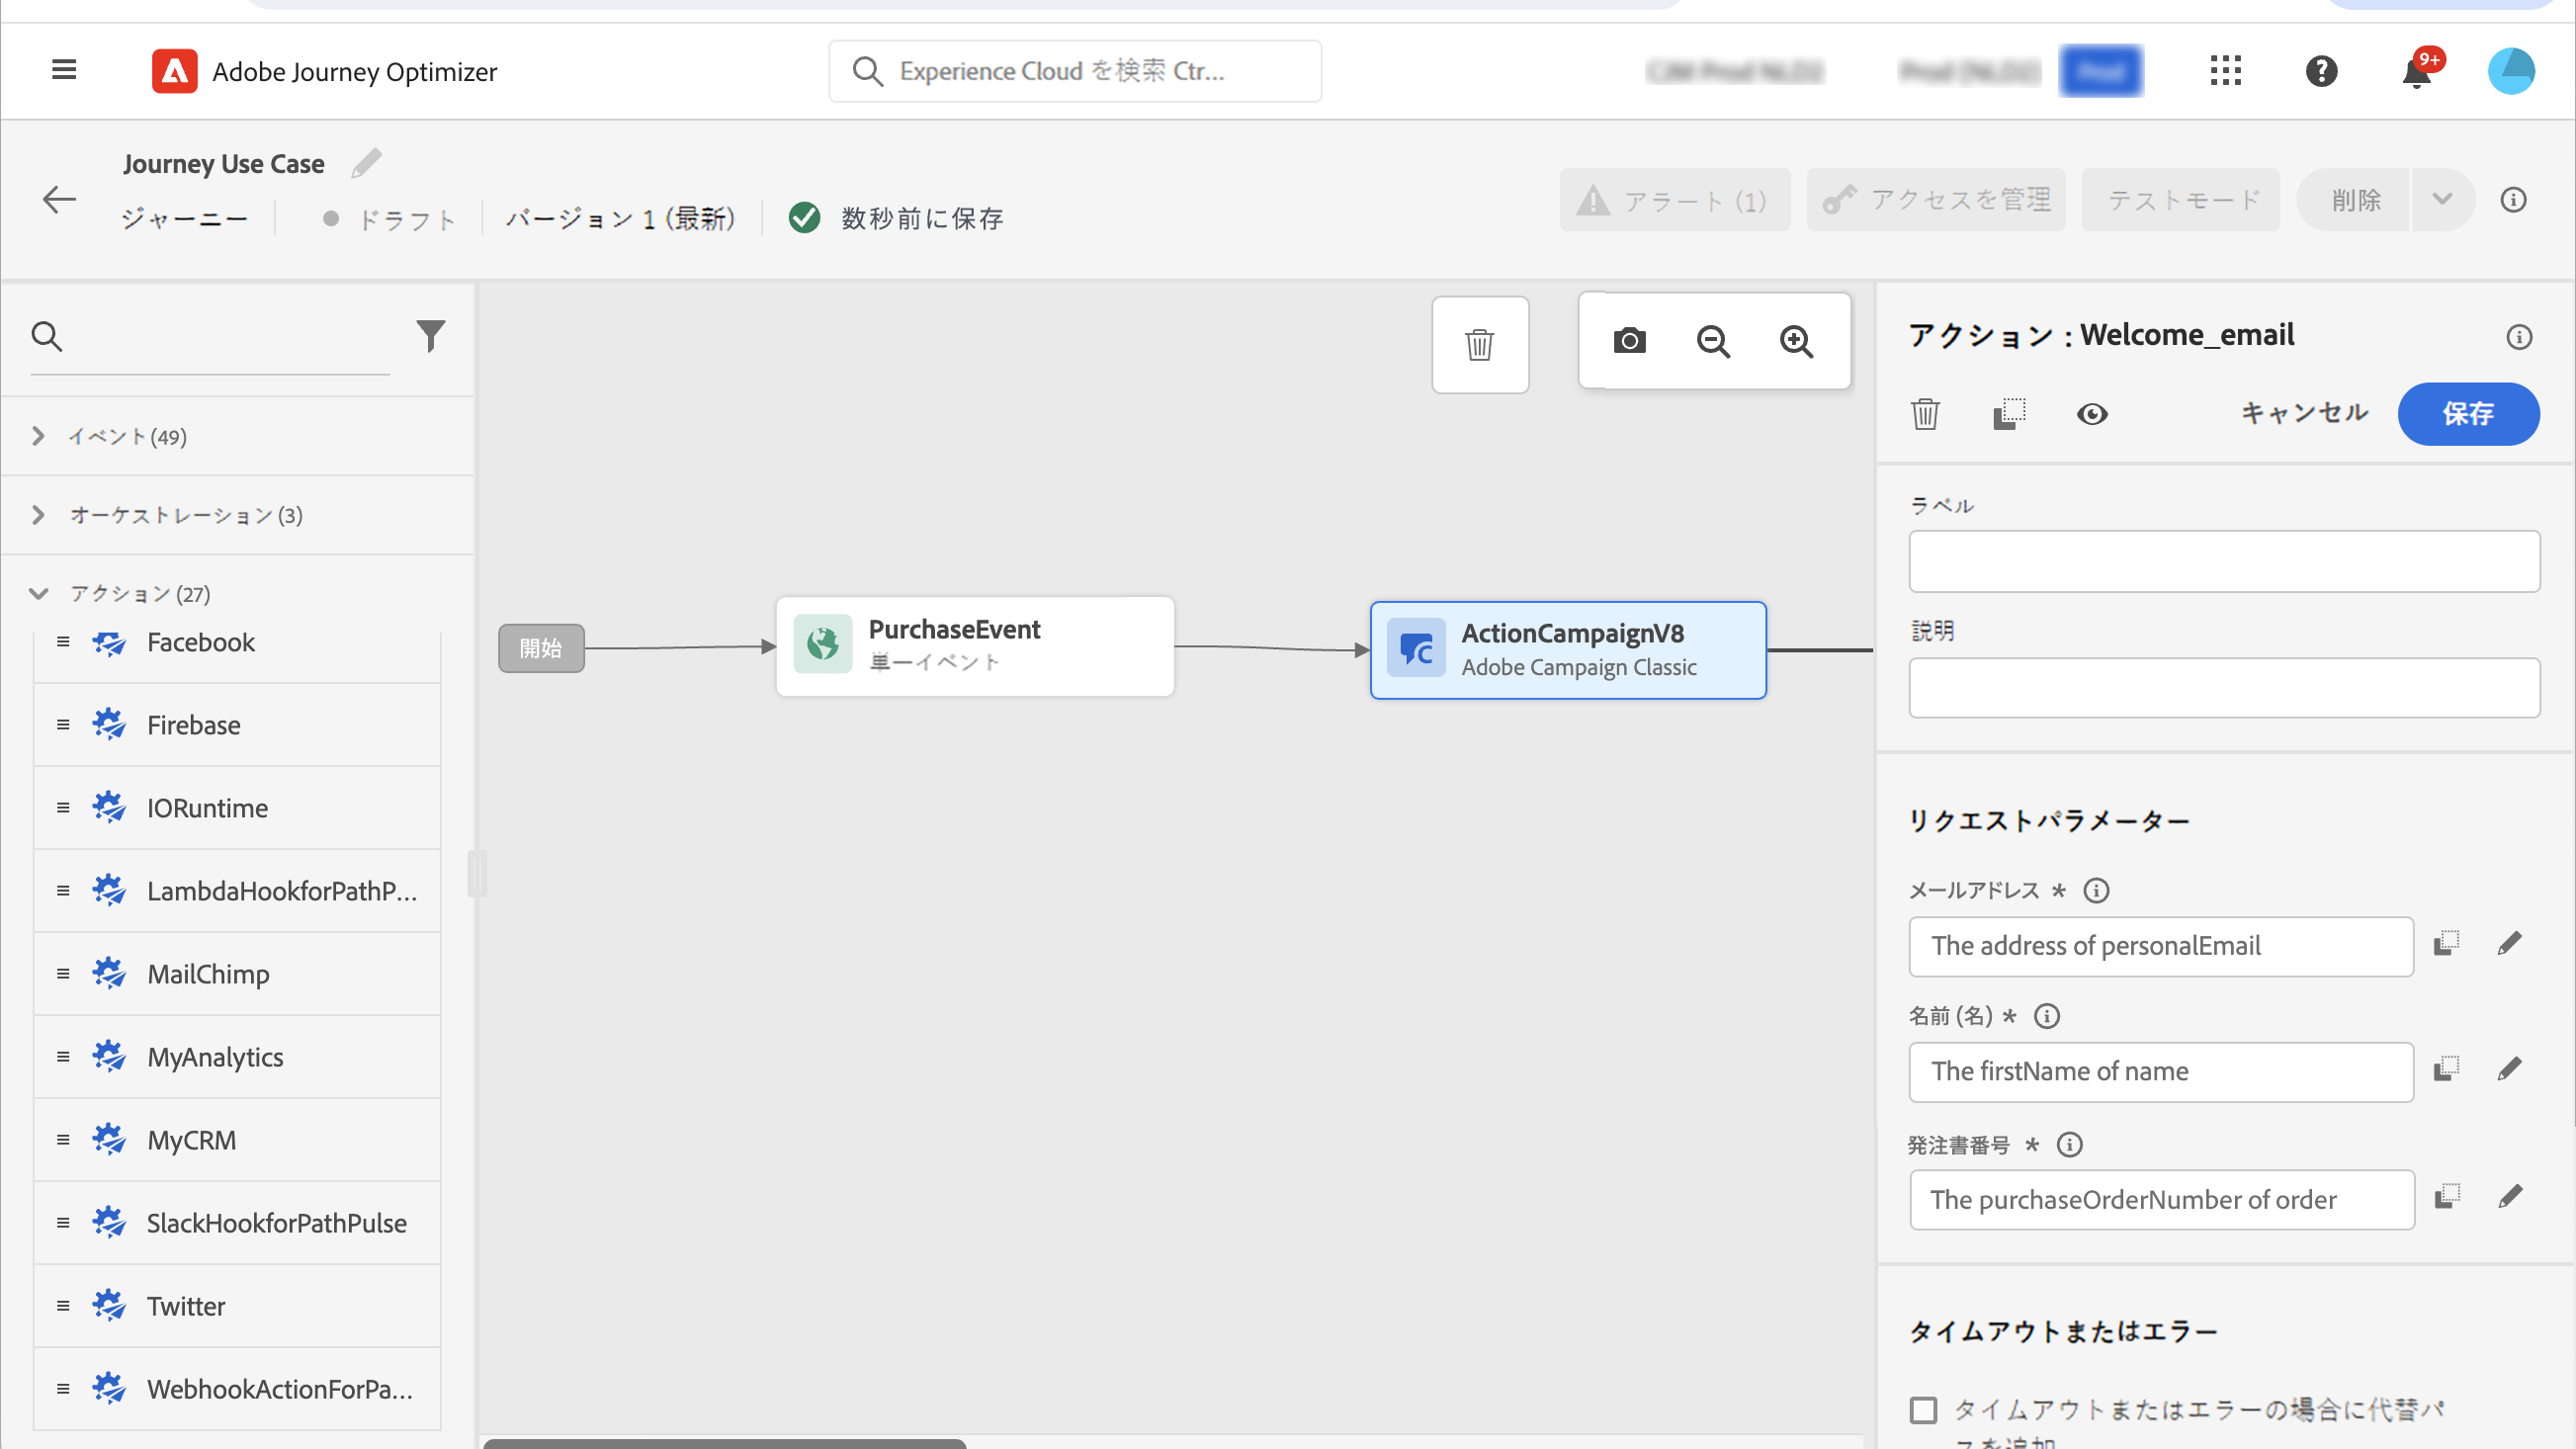 Adobe Journey Optimizer
Experience Cloud を検索 Ctr...
9+
Journey Use Case
ジャーニー
ドラフト
バージョン 1 (最新)
数秒前に保存
アラート (1)
アクセスを管理
テストモード
削除
イベント(49)
オーケストレーション (3)
アクション (27)
Facebook
Firebase
IORuntime
LambdaHookforPathP...
MailChimp
MyAnalytics
MyCRM
SlackHookforPathPulse
Twitter
WebhookActionForPa...
開始
PurchaseEvent
単一イベント
ActionCampaignV8
Adobe Campaign Classic
アクション : Welcome_email
キャンセル
保存
ラベル
説明
リクエストパラメーター
メールアドレス *
The address of personalEmail
名前 (名) *
The firstName of name
発注書番号 *
The purchaseOrderNumber of order
タイムアウトまたはエラー
タイムアウトまたはエラーの場合に代替パ
スを追加